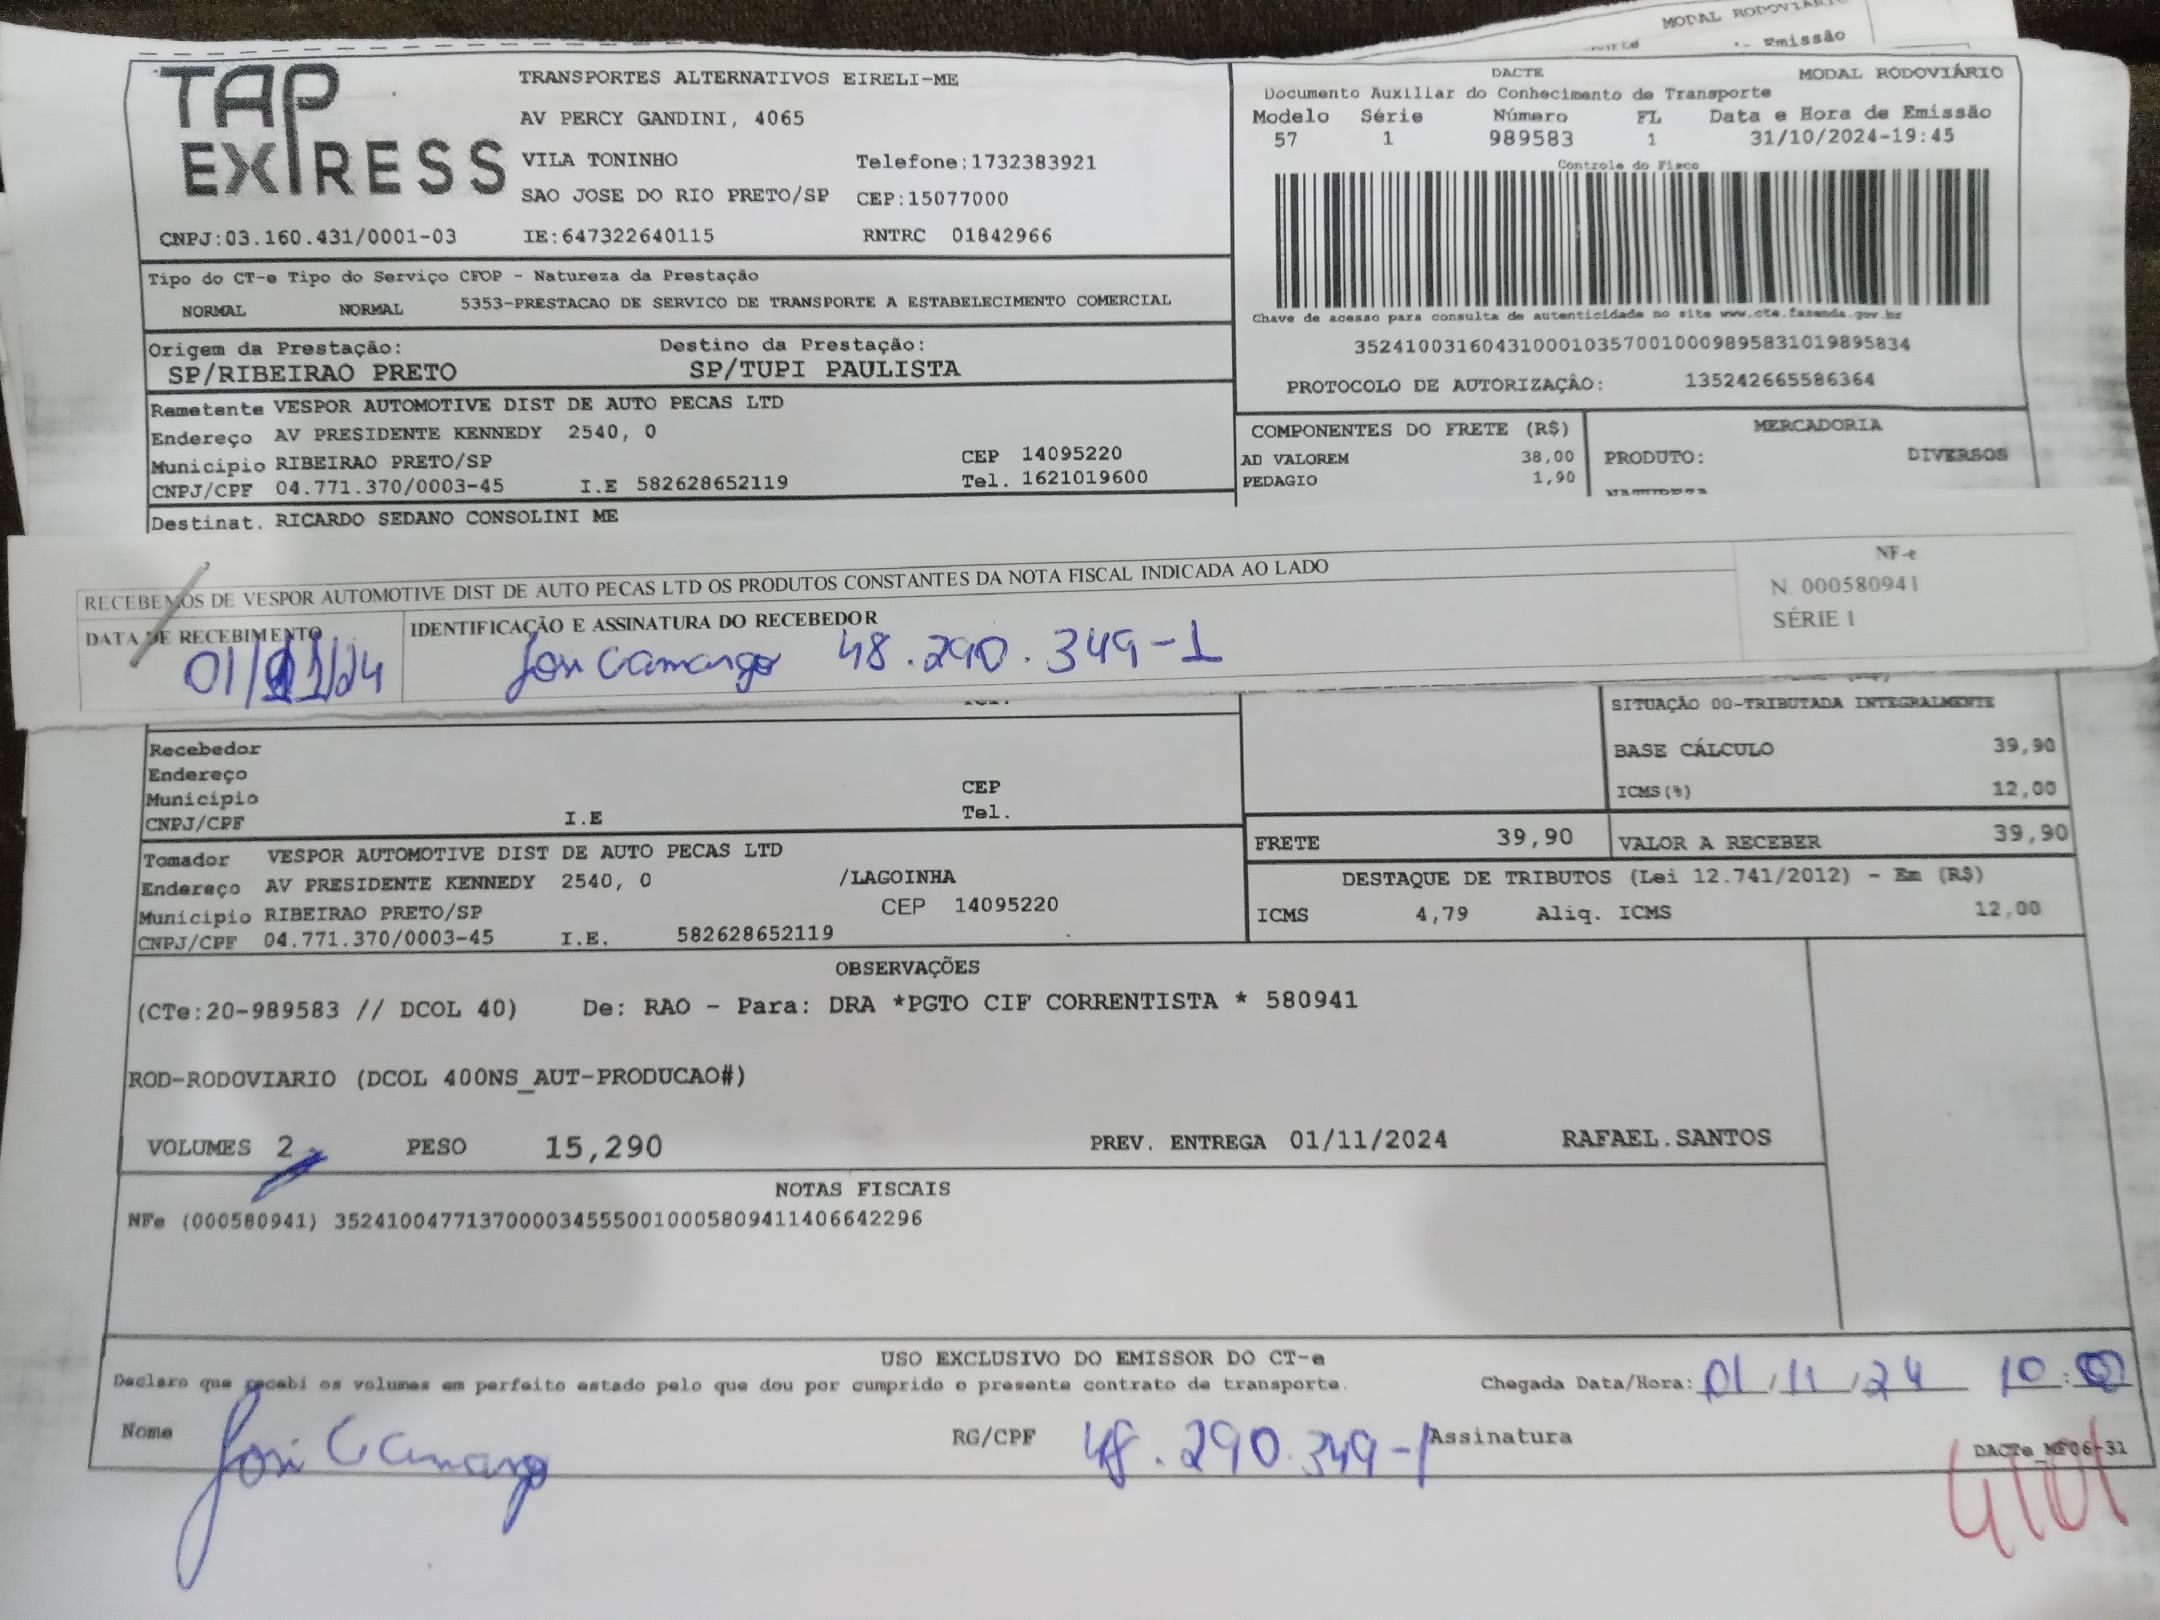 MODAL RODOVIÁRIO
Emissão
TAP EXPRESS
TRANSPORTES ALTERNATIVOS EIRELI-ME
AV PERCY GANDINI, 4065
VILA TONINHO Telefone:1732383921
SAO JOSE DO RIO PRETO/SP CEP:15077000
CNPJ:03.160.431/0001-03 IE:647322640115 RNTRC 01842966
DACTE MODAL RODOVIÁRIO
Documento Auxiliar do Conhecimento de Transporte
Modelo Série Número FL Data e Hora de Emissão
57 1 989583 1 31/10/2024-19:45
Controle do Fisco
Chave de acesso para consulta de autenticidade no site www.cte.fazenda.gov.br
35241003160431000103570010009895831019895834
PROTOCOLO DE AUTORIZAÇÃO: 135242665586364
Tipo do CT-e Tipo do Serviço CFOP - Natureza da Prestação
NORMAL NORMAL 5353-PRESTACAO DE SERVICO DE TRANSPORTE A ESTABELECIMENTO COMERCIAL
Origem da Prestação: Destino da Prestação:
SP/RIBEIRAO PRETO SP/TUPI PAULISTA
Remetente VESPOR AUTOMOTIVE DIST DE AUTO PECAS LTD
Endereço AV PRESIDENTE KENNEDY 2540, 0
Município RIBEIRAO PRETO/SP CEP 14095220
CNPJ/CPF 04.771.370/0003-45 I.E 582628652119 Tel. 1621019600
Destinat. RICARDO SEDANO CONSOLINI ME
COMPONENTES DO FRETE (R$)
AD VALOREM 38,00
PEDAGIO 1,90
MERCADORIA
PRODUTO: DIVERSOS
NATUREZA
RECEBEMOS DE VESPOR AUTOMOTIVE DIST DE AUTO PECAS LTD OS PRODUTOS CONSTANTES DA NOTA FISCAL INDICADA AO LADO
DATA DE RECEBIMENTO
01/11/24
IDENTIFICAÇÃO E ASSINATURA DO RECEBEDOR
José Camargo 48.290.349-1
NF-e
N. 000580941
SÉRIE 1
Recebedor
Endereço
Município CEP
CNPJ/CPF I.E Tel.
SITUAÇÃO 00-TRIBUTADA INTEGRALMENTE
BASE CÁLCULO 39,90
ICMS(%) 12,00
FRETE 39,90 VALOR A RECEBER 39,90
Tomador VESPOR AUTOMOTIVE DIST DE AUTO PECAS LTD
Endereço AV PRESIDENTE KENNEDY 2540, 0 /LAGOINHA
Município RIBEIRAO PRETO/SP CEP 14095220
CNPJ/CPF 04.771.370/0003-45 I.E. 582628652119
DESTAQUE DE TRIBUTOS (Lei 12.741/2012) - Em (R$)
ICMS 4,79 Aliq. ICMS 12,00
OBSERVAÇÕES
(CTe:20-989583 // DCOL 40) De: RAO - Para: DRA *PGTO CIF CORRENTISTA * 580941
ROD-RODOVIARIO (DCOL 400NS_AUT-PRODUCAO#)
VOLUMES 2 PESO 15,290 PREV. ENTREGA 01/11/2024 RAFAEL.SANTOS
NOTAS FISCAIS
NFe (000580941) 35241004771370000345550010005809411406642296
USO EXCLUSIVO DO EMISSOR DO CT-e
Declaro que recebi os volumes em perfeito estado pelo que dou por cumprido o presente contrato de transporte. Chegada Data/Hora: 01/11/24 10:00
Nome José Camargo RG/CPF 48.290.349-1 Assinatura
DACTe_NF06-31